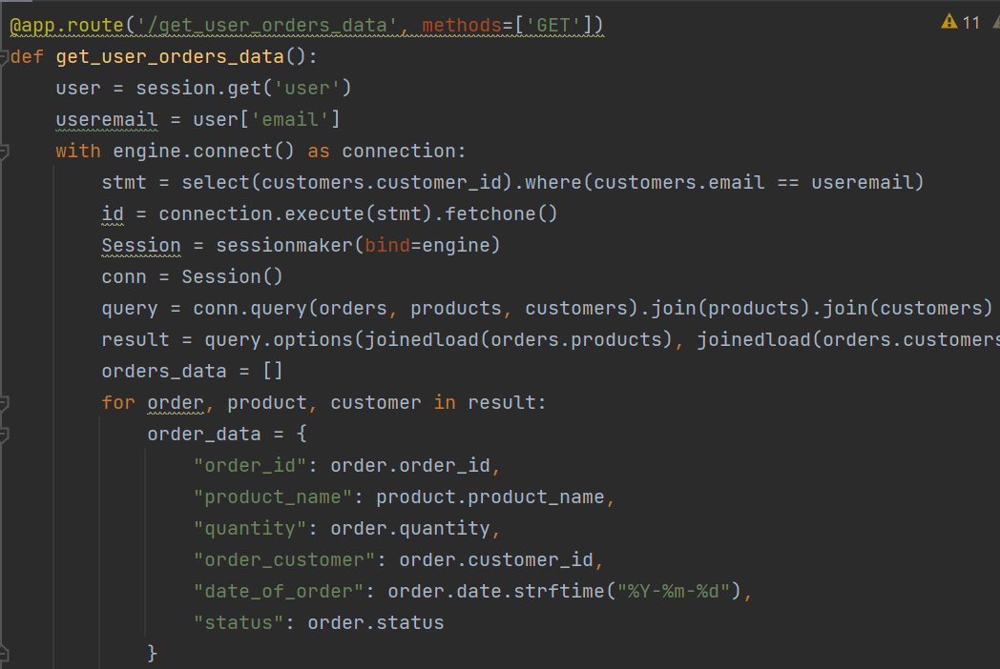 @app.route('/get_user_orders_data', methods=['GET'])
11
def get_user_orders_data():
    user = session.get('user')
    useremail = user['email']
    with engine.connect() as connection:
        stmt = select(customers.customer_id).where(customers.email == useremail)
        id = connection.execute(stmt).fetchone()
        Session = sessionmaker(bind=engine)
        conn = Session()
        query = conn.query(orders, products, customers).join(products).join(customers)
        result = query.options(joinedload(orders.products), joinedload(orders.customers
        orders_data = []
        for order, product, customer in result:
            order_data = {
                "order_id": order.order_id,
                "product_name": product.product_name,
                "quantity": order.quantity,
                "order_customer": order.customer_id,
                "date_of_order": order.date.strftime("%Y-%m-%d"),
                "status": order.status
            }